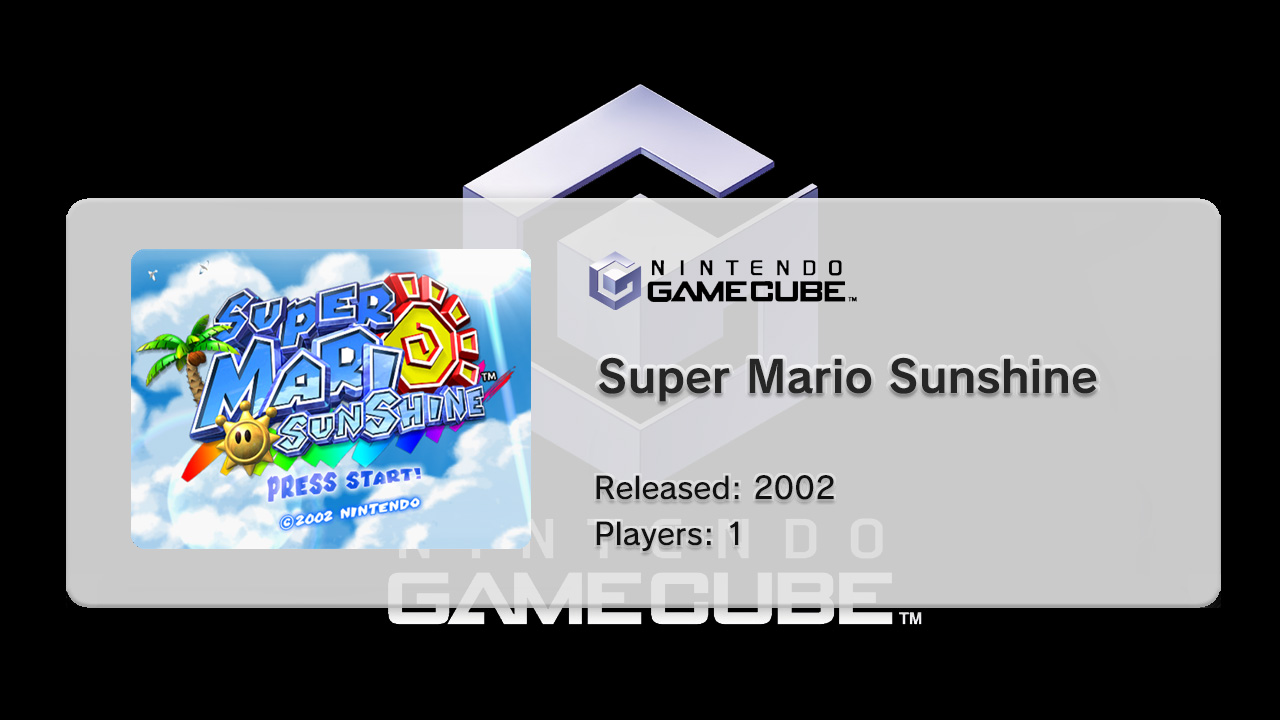 SUPER
MARIO
SUNSHINE™
PRESS START!
©2002 NINTENDO
NINTENDO
GAMECUBE™
Super Mario Sunshine
Released: 2002
Players: 1
NINTENDO
GAMECUBE™